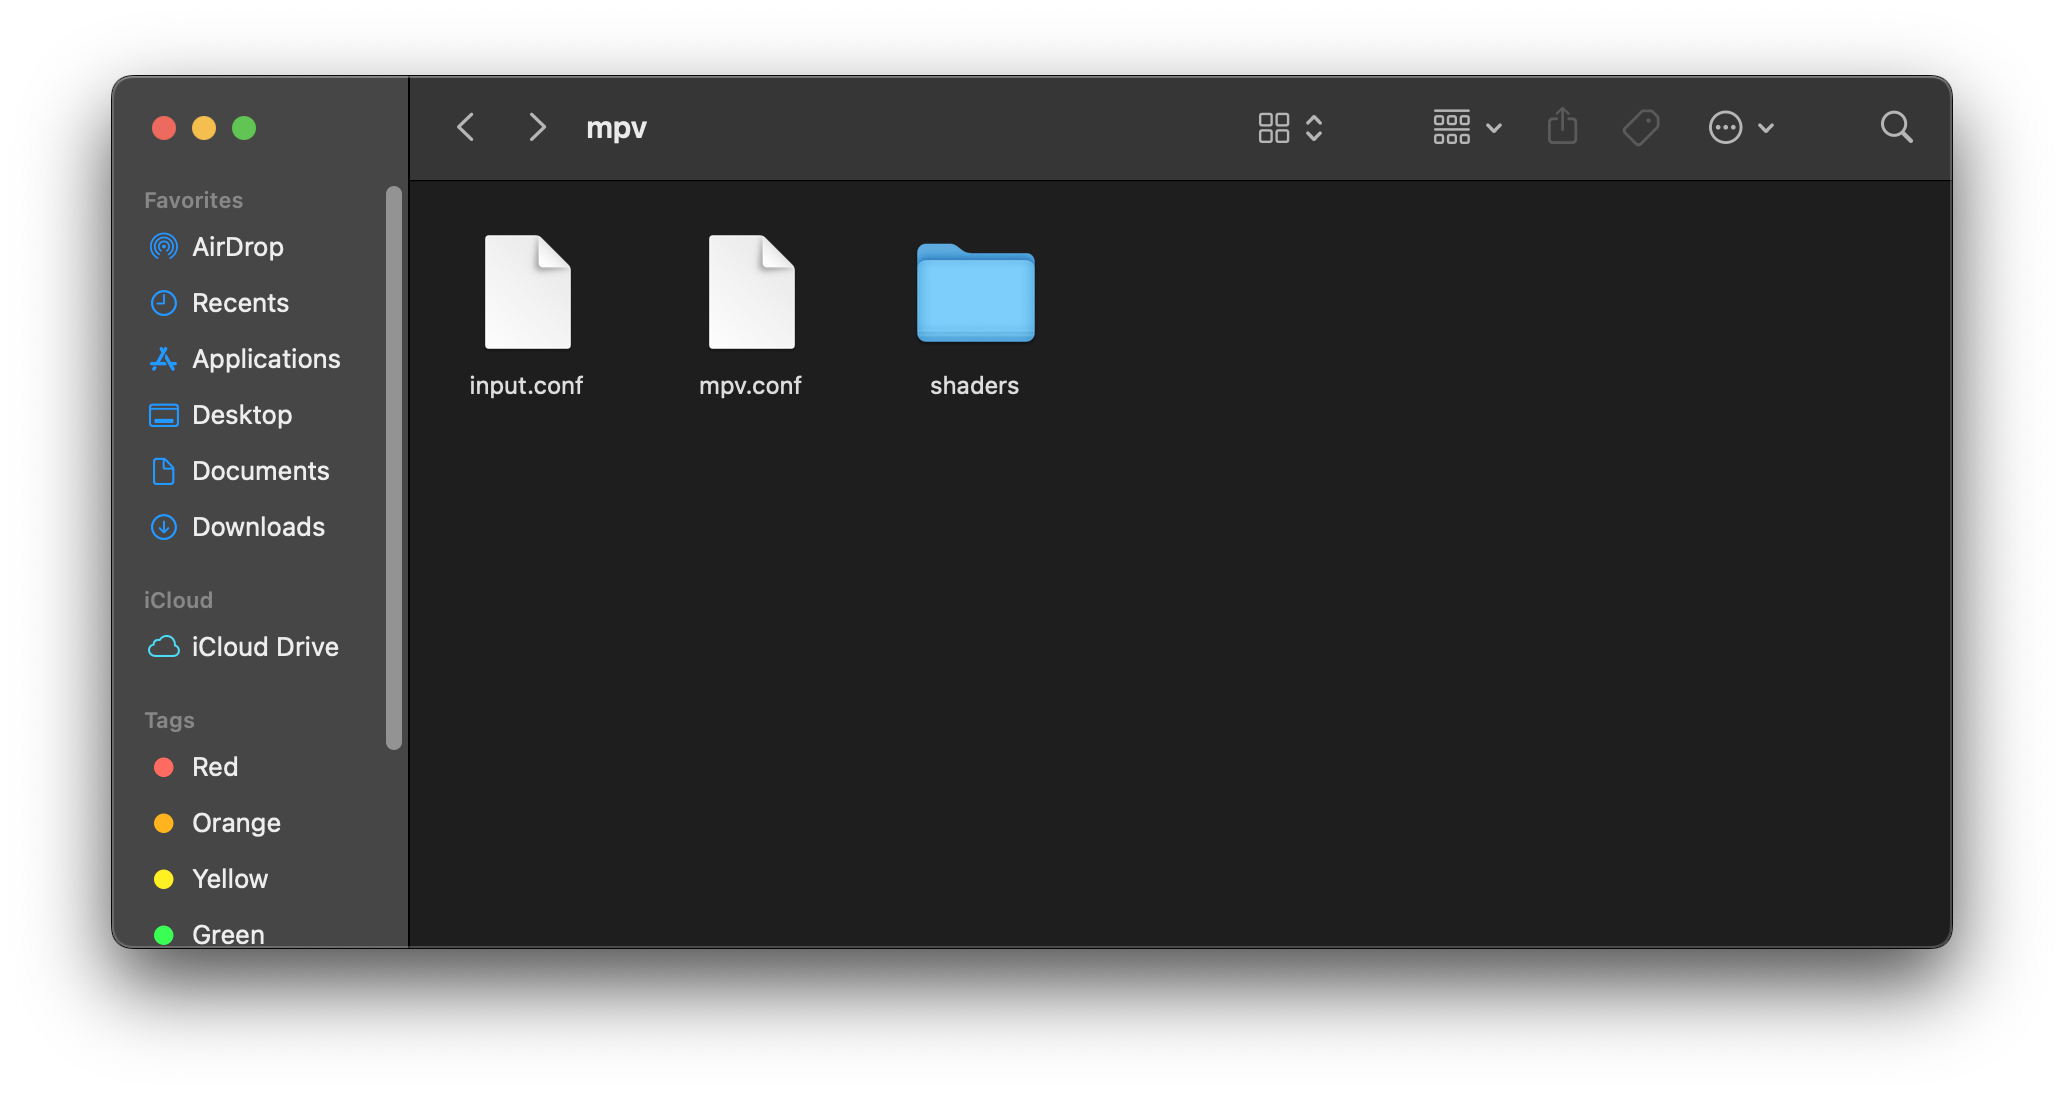 mpv
Favorites
AirDrop
Recents
Applications
Desktop
Documents
Downloads
iCloud
iCloud Drive
Tags
Red
Orange
Yellow
Green
input.conf
mpv.conf
shaders